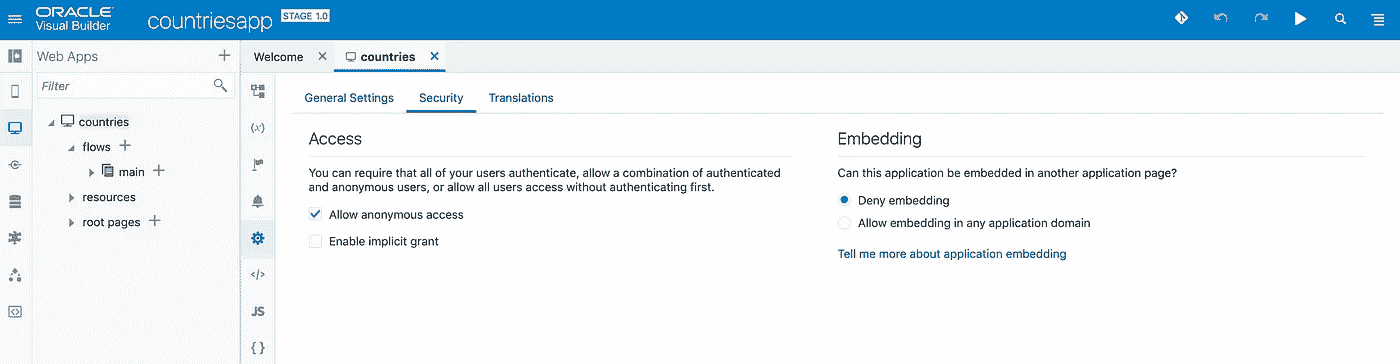 ORACLE
Visual Builder
countriesapp
STAGE 1.0
Web Apps
Welcome
countries
Filter
countries
flows
main
resources
root pages
(x)
</>
JS
{ }
General Settings
Security
Translations
Access
You can require that all of your users authenticate, allow a combination of authenticated
and anonymous users, or allow all users access without authenticating first.
Allow anonymous access
Enable implicit grant
Embedding
Can this application be embedded in another application page?
Deny embedding
Allow embedding in any application domain
Tell me more about application embedding